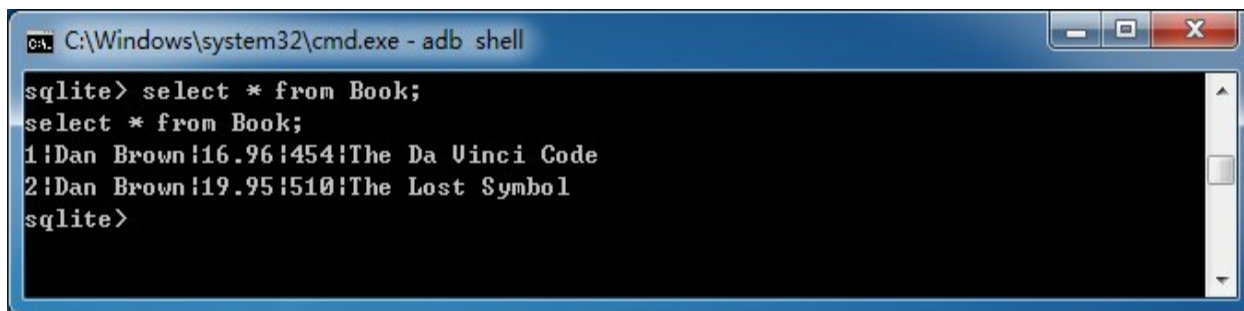 C:\Windows\system32\cmd.exe - adb  shell
sqlite> select * from Book;
select * from Book;
1|Dan Brown|16.96|454|The Da Vinci Code
2|Dan Brown|19.95|510|The Lost Symbol
sqlite>